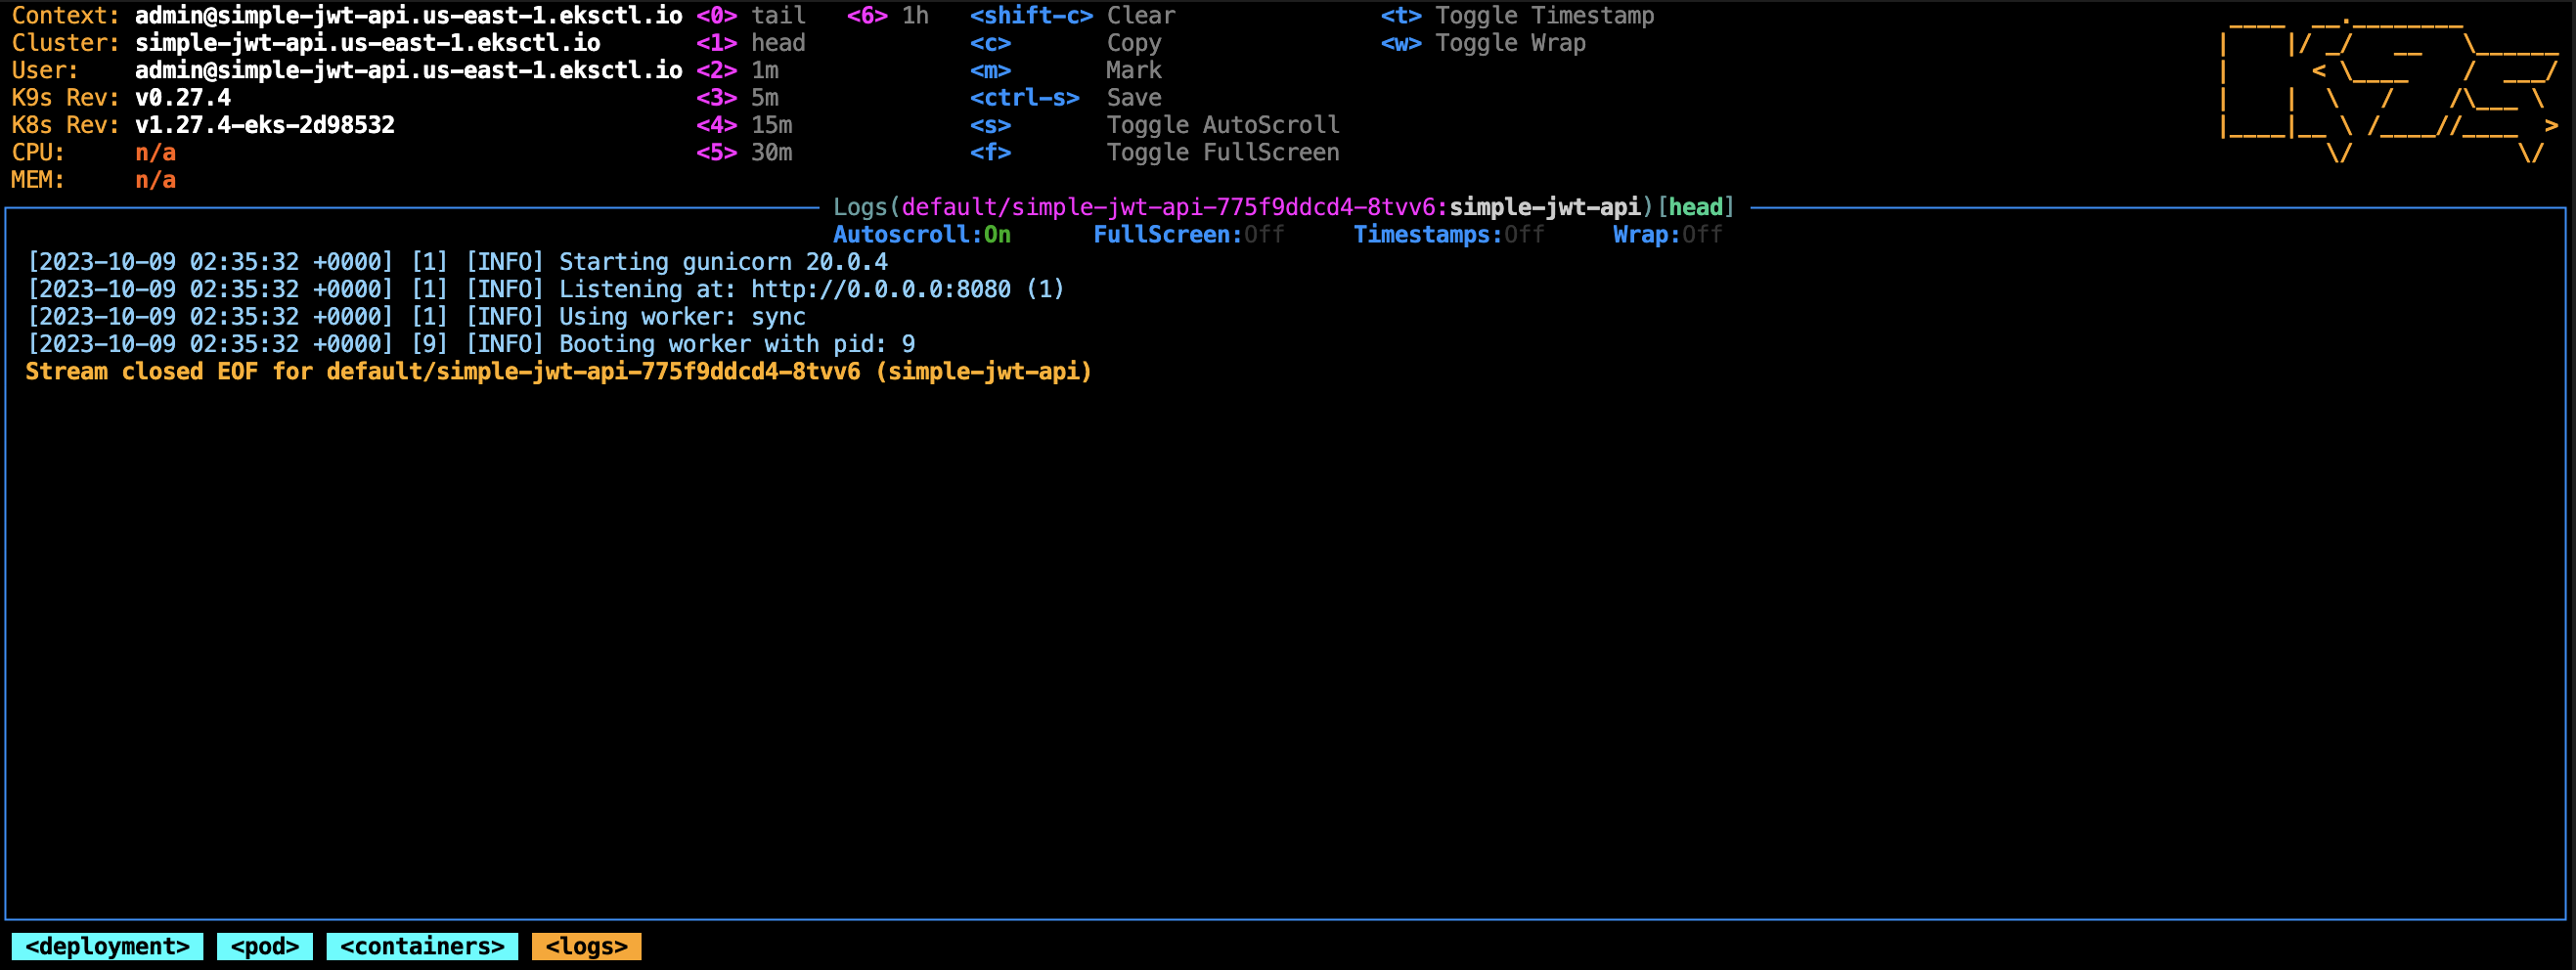 Context: admin@simple-jwt-api.us-east-1.eksctl.io <0> tail <6> 1h <shift-c> Clear <t> Toggle Timestamp
Cluster: simple-jwt-api.us-east-1.eksctl.io <1> head <c> Copy <w> Toggle Wrap
User: admin@simple-jwt-api.us-east-1.eksctl.io <2> 1m <m> Mark
K9s Rev: v0.27.4 <3> 5m <ctrl-s> Save
K8s Rev: v1.27.4-eks-2d98532 <4> 15m <s> Toggle AutoScroll
CPU: n/a <5> 30m <f> Toggle FullScreen
MEM: n/a
Logs(default/simple-jwt-api-775f9ddcd4-8tvv6:simple-jwt-api)[head]
Autoscroll:On FullScreen:Off Timestamps:Off Wrap:Off
[2023-10-09 02:35:32 +0000] [1] [INFO] Starting gunicorn 20.0.4
[2023-10-09 02:35:32 +0000] [1] [INFO] Listening at: http://0.0.0.0:8080 (1)
[2023-10-09 02:35:32 +0000] [1] [INFO] Using worker: sync
[2023-10-09 02:35:32 +0000] [9] [INFO] Booting worker with pid: 9
Stream closed EOF for default/simple-jwt-api-775f9ddcd4-8tvv6 (simple-jwt-api)
<deployment> <pod> <containers> <logs>